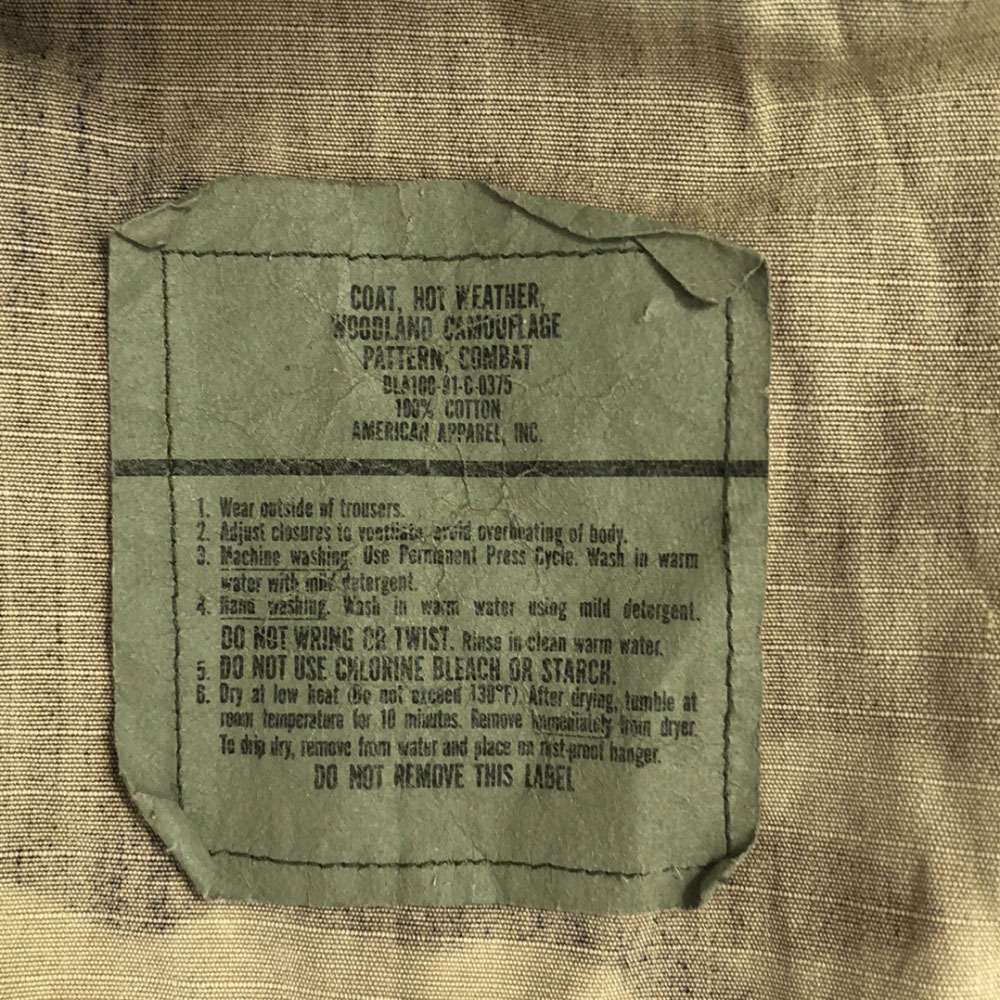 COAT, HOT WEATHER,
WOODLAND CAMOUFLAGE
PATTERN, COMBAT
DLA100-91-C-0375
100% COTTON
AMERICAN APPAREL, INC.
1. Wear outside of trousers.
2. Adjust closures to ventilate, avoid overheating of body.
3. Machine washing. Use Permanent Press Cycle. Wash in warm
water with mild detergent.
4. Hand washing. Wash in warm water using mild detergent.
DO NOT WRING OR TWIST. Rinse in clean warm water.
5. DO NOT USE CHLORINE BLEACH OR STARCH.
6. Dry at low heat (Do not exceed 130°F). After drying, tumble at
room temperature for 10 minutes. Remove immediately from dryer.
To drip dry, remove from water and place on rust-proof hanger.
DO NOT REMOVE THIS LABEL